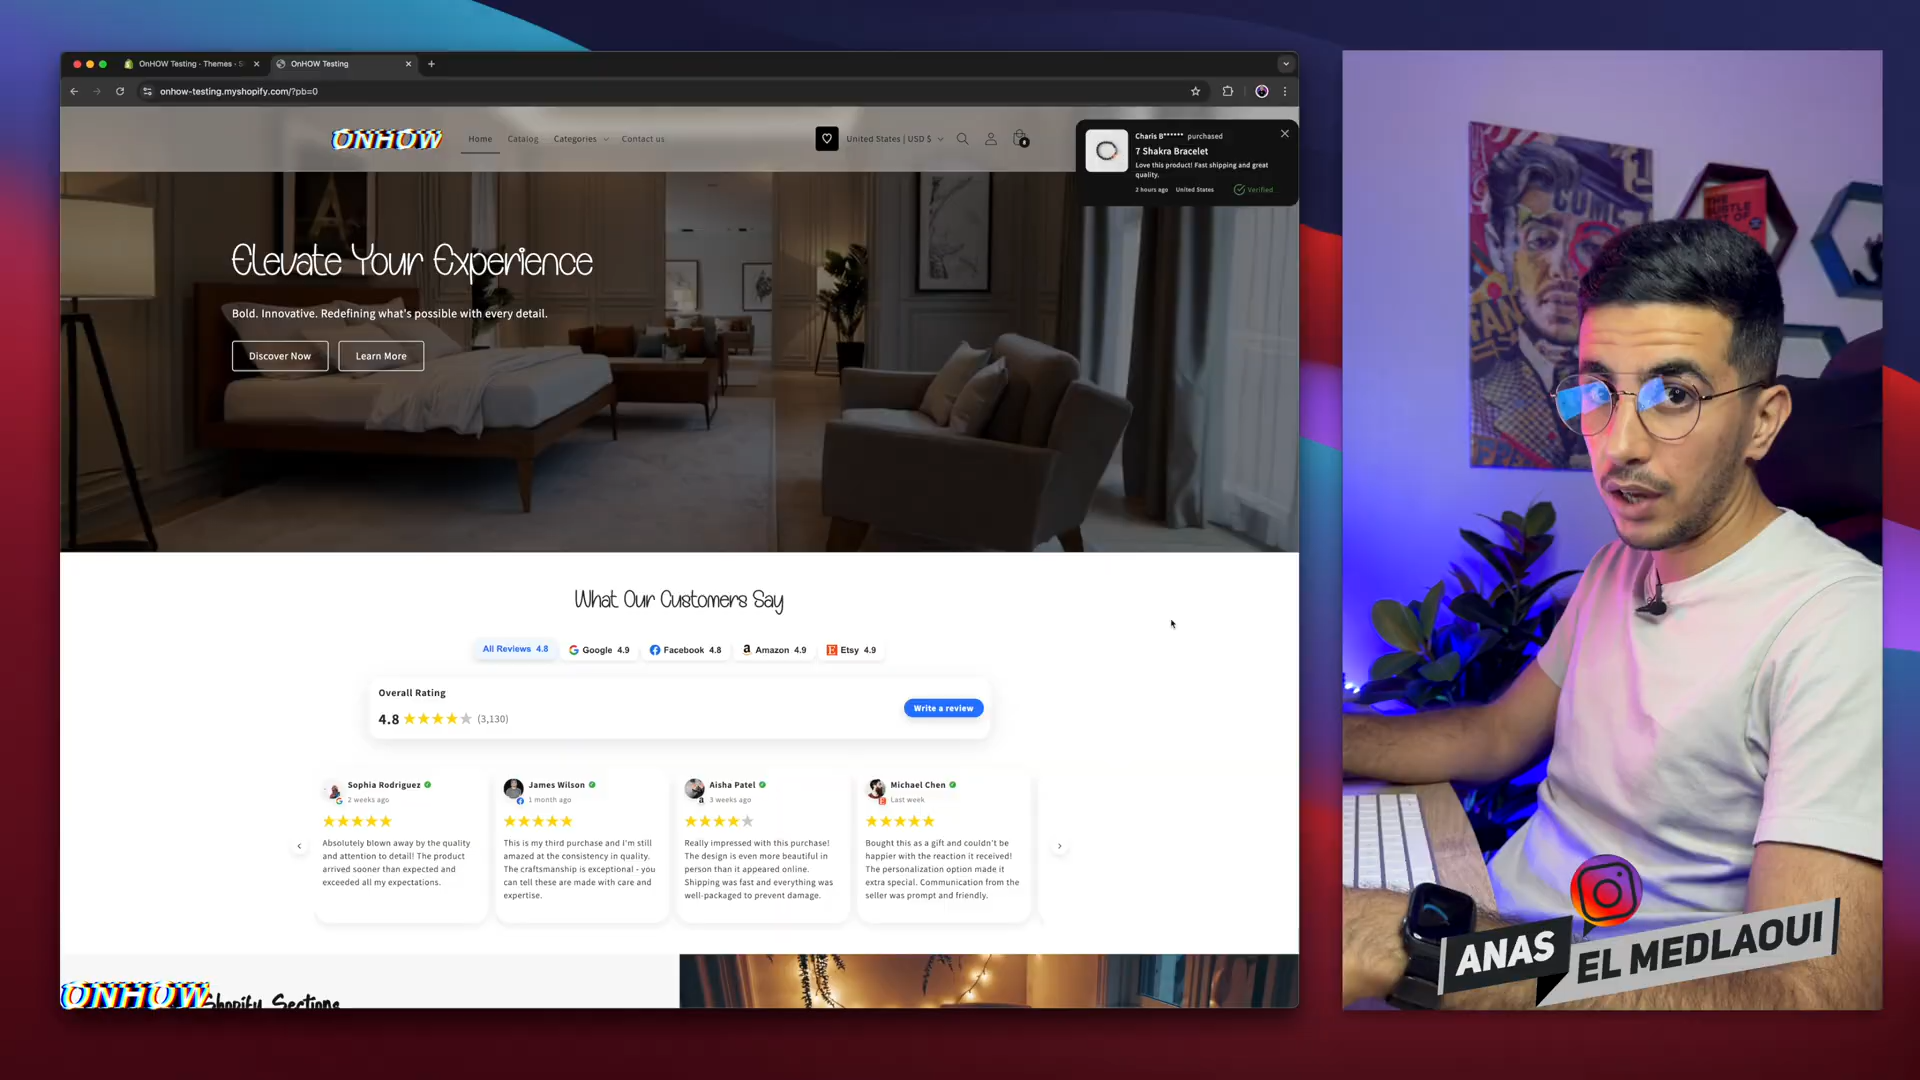 OnHOW Testing · Themes · S
OnHOW Testing
onhow-testing.myshopify.com/?pb=0
ONHOW
Home
Catalog
Categories
Contact us
United States | USD $
Charis B****** purchased
7 Shakra Bracelet
Love this product! Fast shipping and great
quality.
2 hours ago
United States
Verified
Elevate Your Experience
Bold. Innovative. Redefining what's possible with every detail.
Discover Now
Learn More
What Our Customers Say
All Reviews 4.8
Google 4.9
Facebook 4.8
Amazon 4.9
Etsy 4.9
Overall Rating
4.8
(3,130)
Write a review
Sophia Rodriguez
2 weeks ago
Absolutely blown away by the quality
and attention to detail! The product
arrived sooner than expected and
exceeded all my expectations.
James Wilson
1 month ago
This is my third purchase and I'm still
amazed at the consistency in quality.
The craftsmanship is exceptional - you
can tell these are made with care and
expertise.
Aisha Patel
3 weeks ago
Really impressed with this purchase!
The design is even more beautiful in
person than it appeared online.
Shipping was fast and everything was
well-packaged to prevent damage.
Michael Chen
Last week
Bought this as a gift and couldn't be
happier with the reaction it received!
The personalization option made it
extra special. Communication from the
seller was prompt and friendly.
ONHOW
Shopify Sections
THE
SUBTLE
ANAS
EL MEDLAOUI